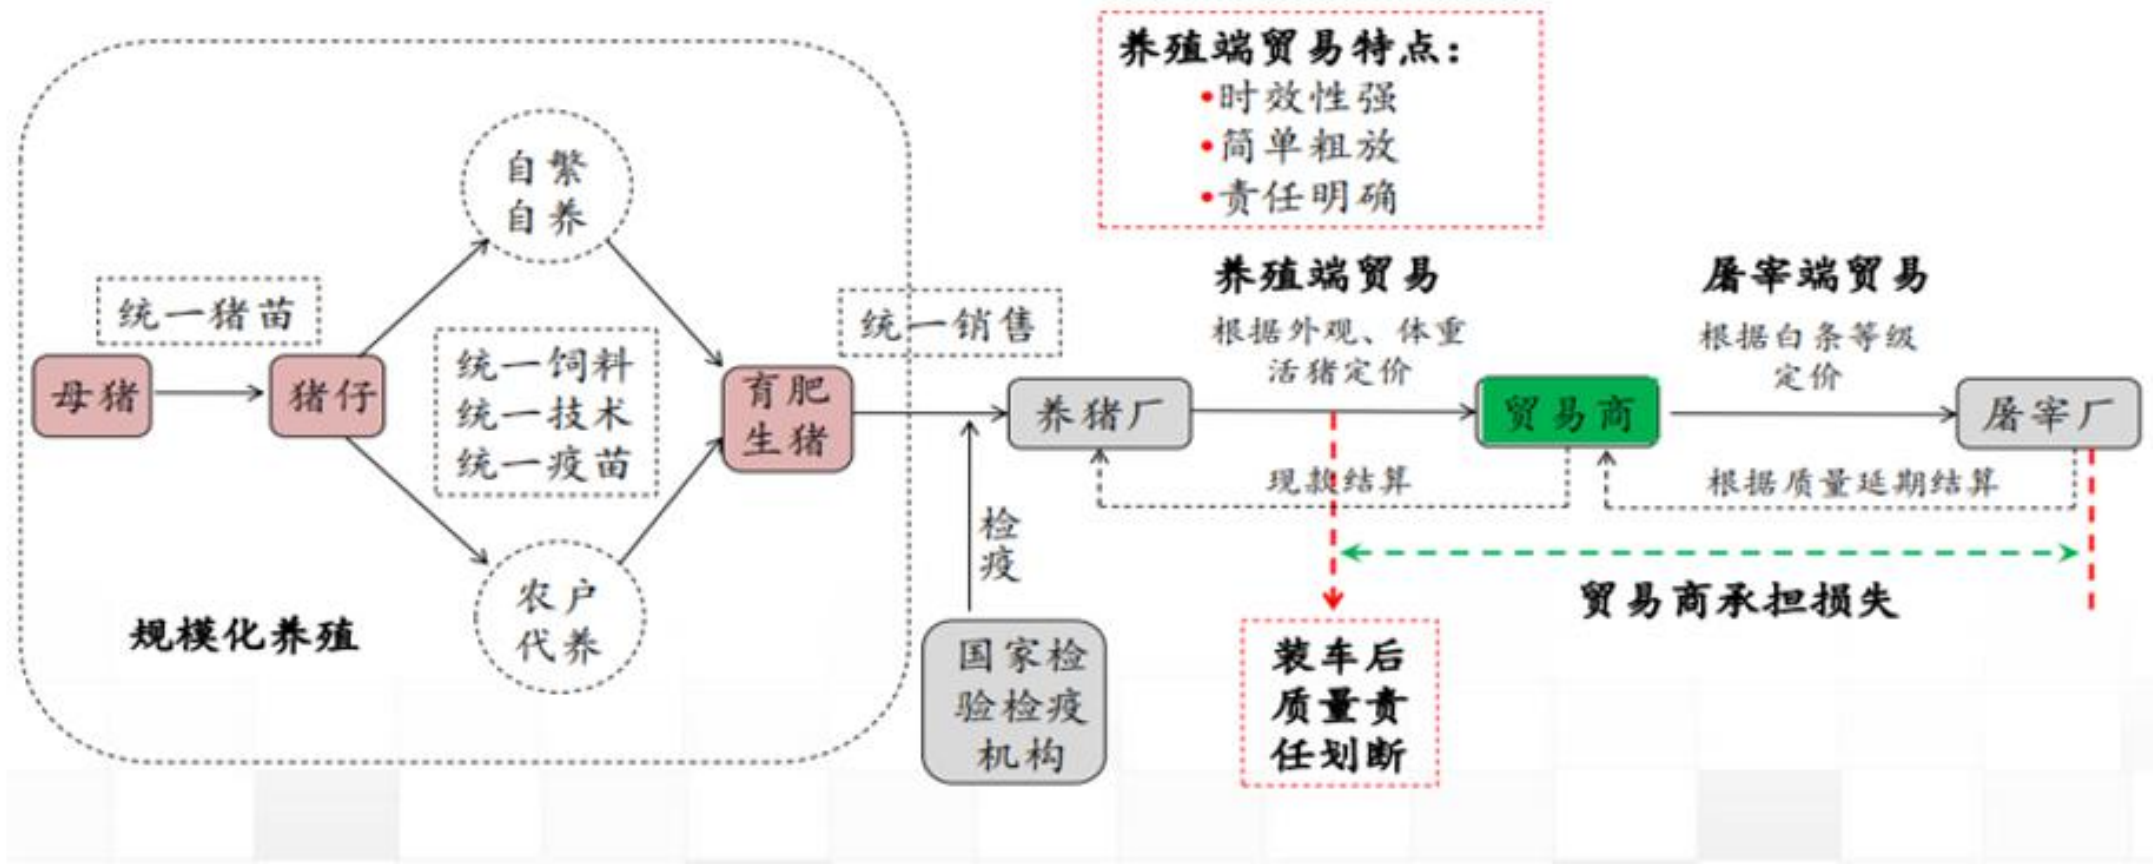 养殖端贸易特点：
•时效性强
•简单粗放
•责任明确
自繁
自养
统一猪苗
母猪
猪仔
统一饲料
统一技术
统一疫苗
农户
代养
规模化养殖
育肥
生猪
统一销售
检
疫
国家检
验检疫
机构
养猪厂
养殖端贸易
根据外观、体重
活猪定价
现款结算
贸易商
屠宰端贸易
根据白条等级
定价
根据质量延期结算
屠宰厂
贸易商承担损失
装车后
质量责
任划断